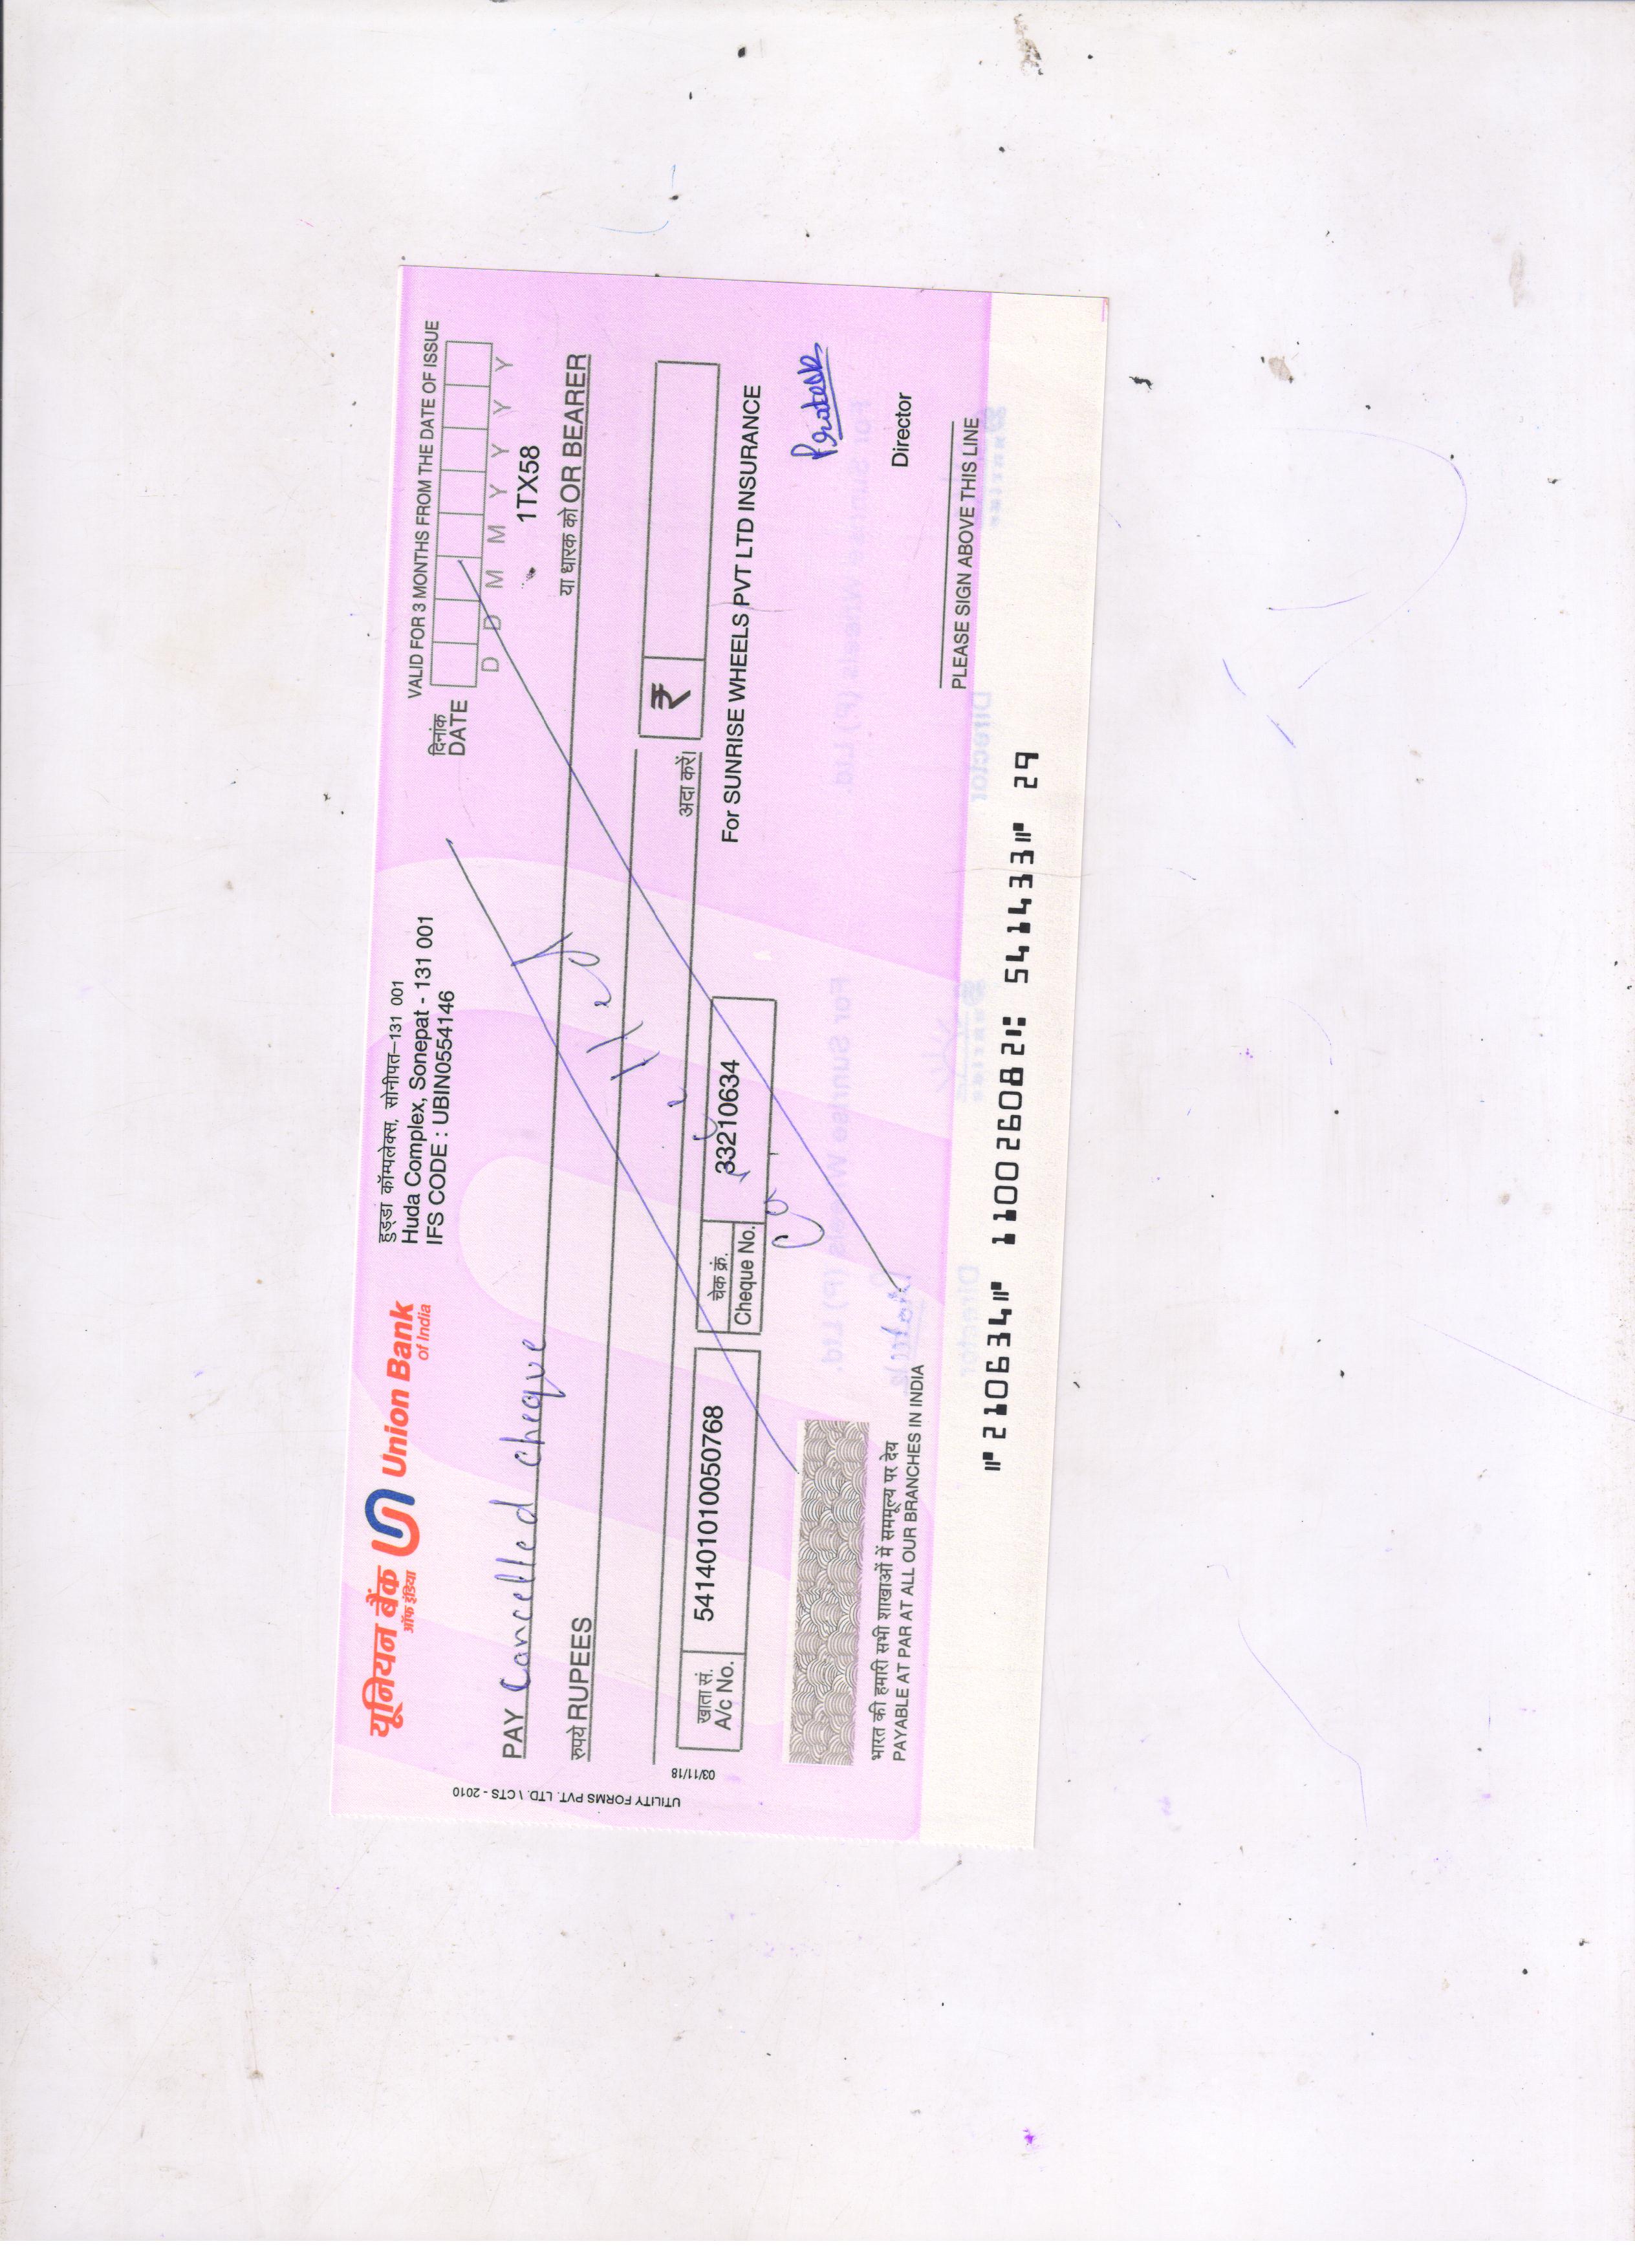 यूनियन बैंक Union Bank
ऑफ इंडिया of India
हुड्डा कॉम्पलेक्स, सोनीपत–131 001
Huda Complex, Sonepat - 131 001
IFS CODE : UBIN0554146
VALID FOR 3 MONTHS FROM THE DATE OF ISSUE
दिनांक
DATE
D D M M Y Y Y Y
1TX58
PAY Cancelled cheque
या धारक को OR BEARER
रुपये RUPEES
अदा करें।
₹
खाता सं.
A/c No.
54140101005​0768
चेक क्रं.
Cheque No.
33210634
For SUNRISE WHEELS PVT LTD INSURANCE
Prateek
Director
PLEASE SIGN ABOVE THIS LINE
भारत की हमारी सभी शाखाओं में सममूल्य पर देय
PAYABLE AT PAR AT ALL OUR BRANCHES IN INDIA
UTILITY FORMS PVT. LTD. \ CTS - 2010
03/11/18
⑈210634⑈ 110026082⑆ 541433⑈ 29